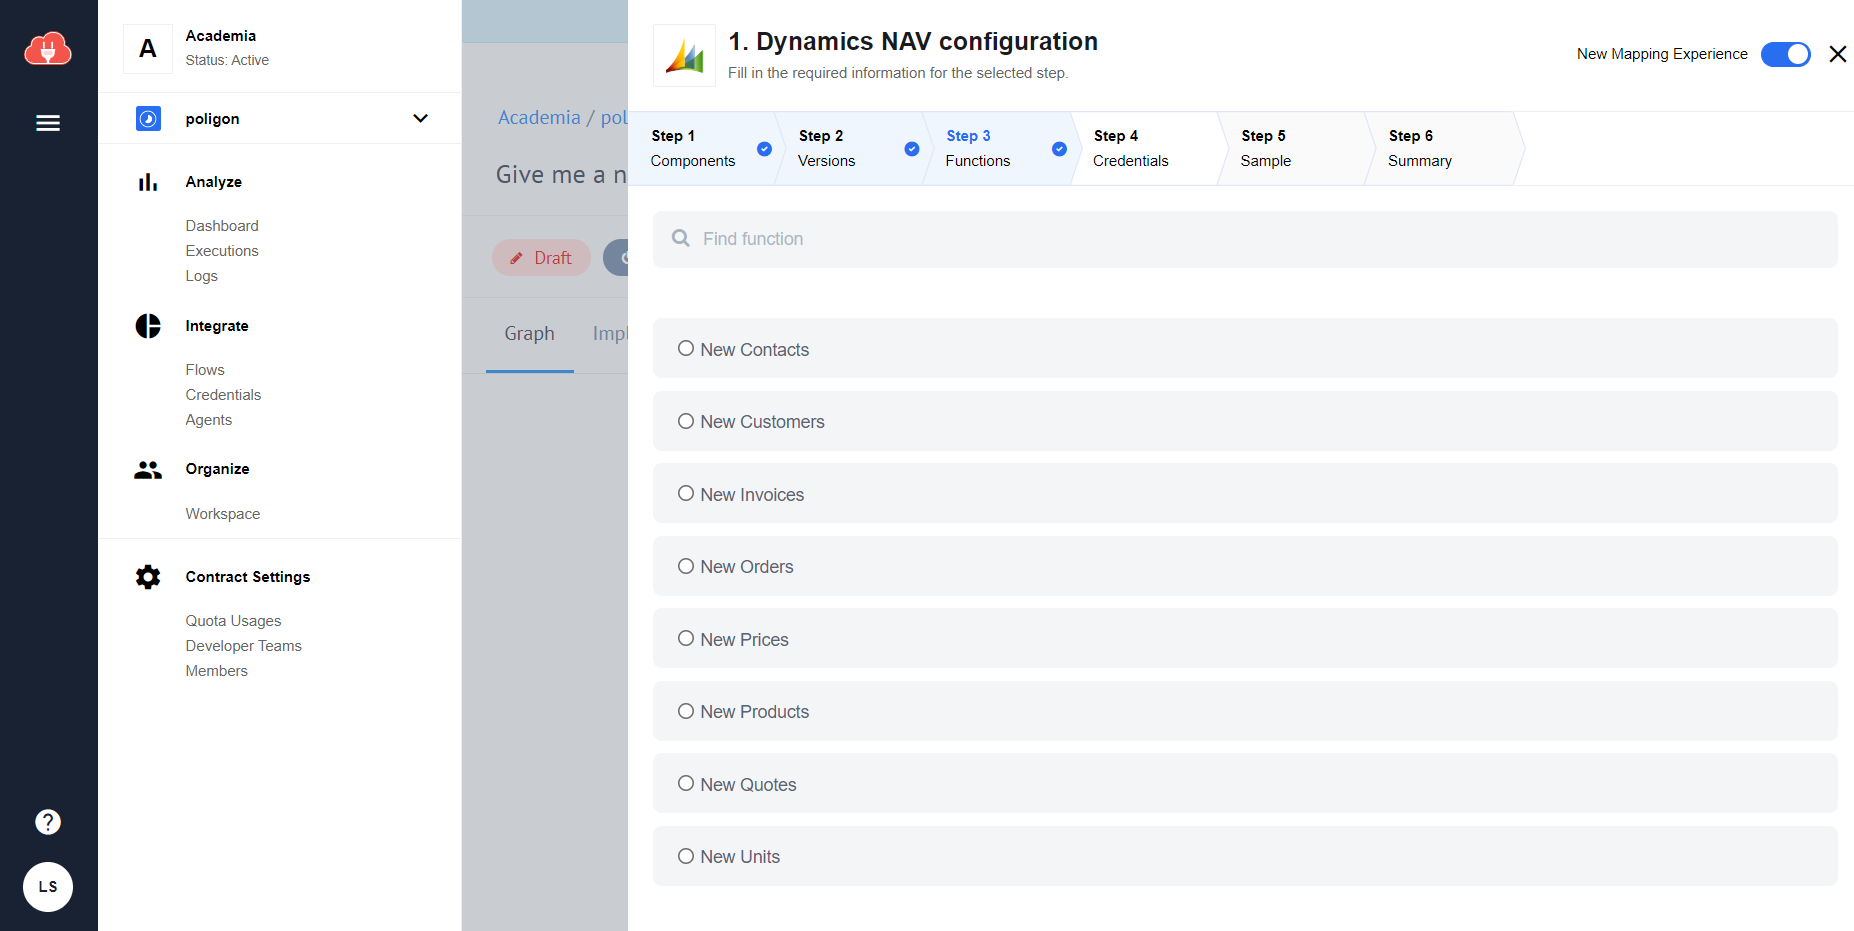 A
Academia
Status: Active
poligon
Analyze
Dashboard
Executions
Logs
Integrate
Flows
Credentials
Agents
Organize
Workspace
Contract Settings
Quota Usages
Developer Teams
Members
LS
Academia / pol
Give me a n
Draft
Graph Impl
1. Dynamics NAV configuration
Fill in the required information for the selected step.
New Mapping Experience
Step 1
Components
Step 2
Versions
Step 3
Functions
Step 4
Credentials
Step 5
Sample
Step 6
Summary
Find function
New Contacts
New Customers
New Invoices
New Orders
New Prices
New Products
New Quotes
New Units